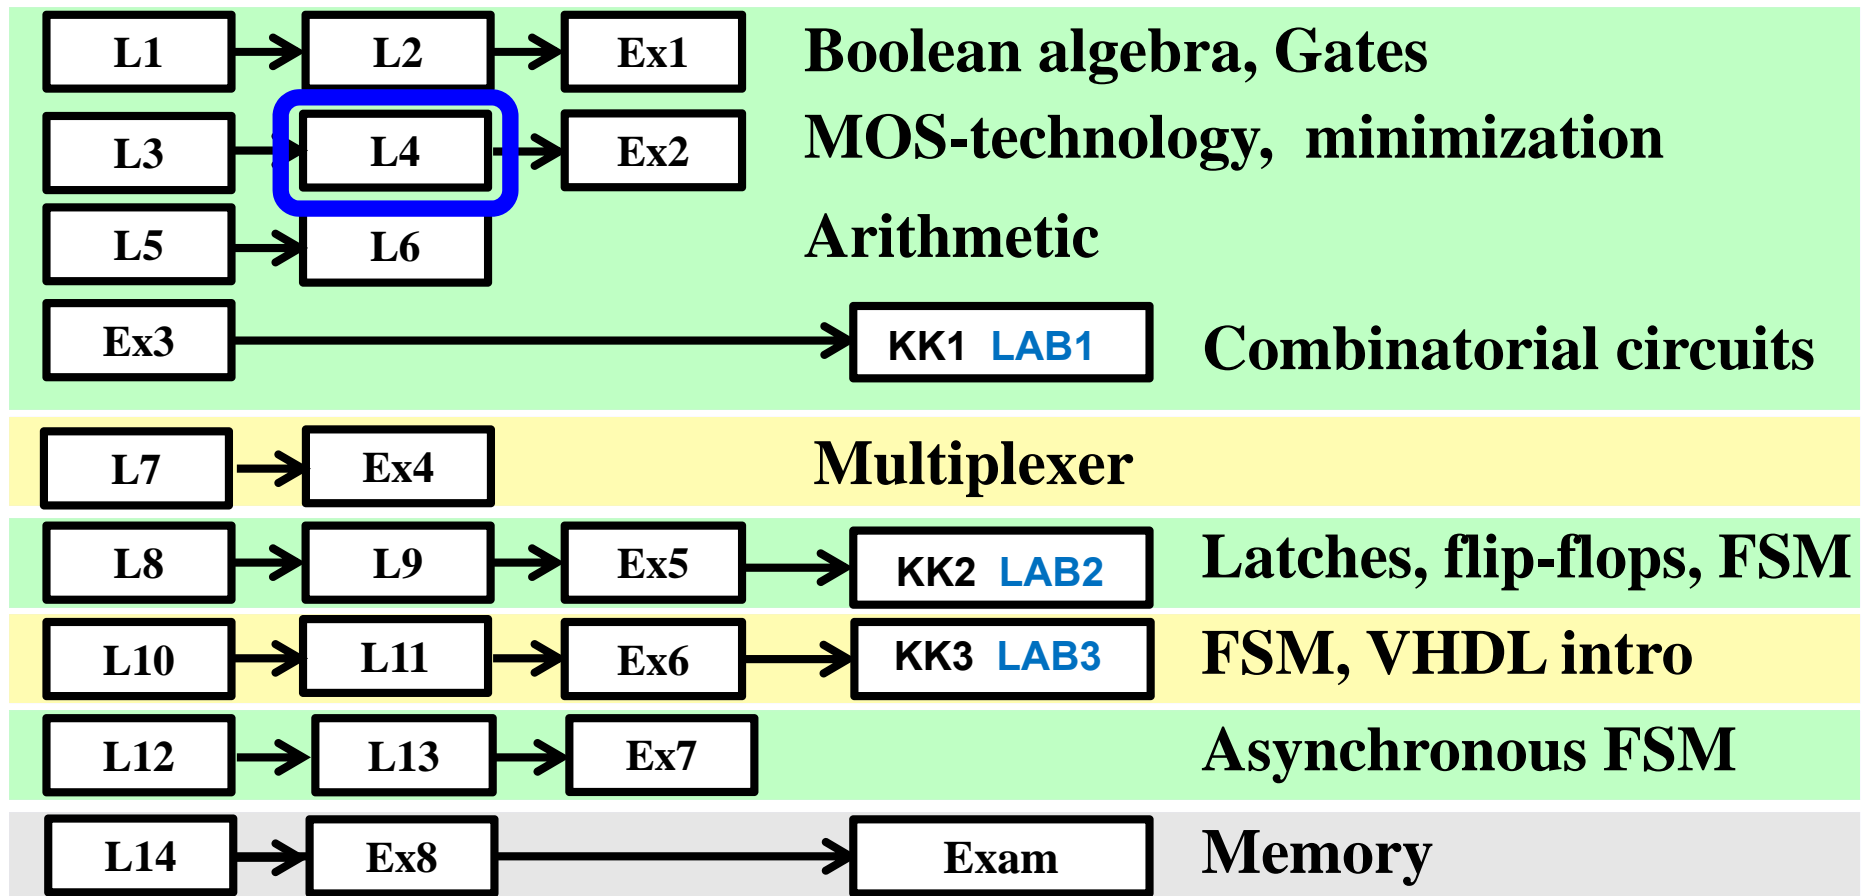 L1 L2 Ex1 Boolean algebra, Gates
L3 L4 Ex2 MOS-technology, minimization
L5 L6 Arithmetic
Ex3 KK1 LAB1 Combinatorial circuits
L7 Ex4 Multiplexer
L8 L9 Ex5 KK2 LAB2 Latches, flip-flops, FSM
L10 L11 Ex6 KK3 LAB3 FSM, VHDL intro
L12 L13 Ex7 Asynchronous FSM
L14 Ex8 Exam Memory